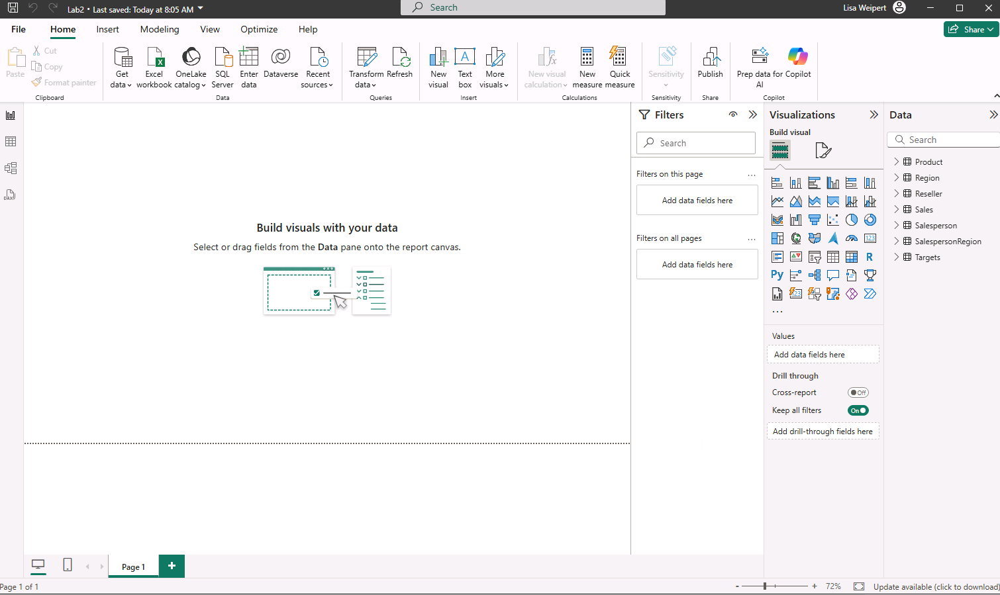 Lab2 • Last saved: Today at 8:05 AM
Search
Lisa Weipert
File
Home
Insert
Modeling
View
Optimize
Help
Share
Paste
Cut
Copy
Format painter
Clipboard
Get data
Excel workbook
OneLake catalog
SQL Server
Enter data
Dataverse
Recent sources
Data
Transform data
Refresh
Queries
New visual
Text box
More visuals
Insert
New visual calculation
New measure
Quick measure
Calculations
Sensitivity
Sensitivity
Publish
Share
Prep data for AI
Copilot
Copilot
Build visuals with your data
Select or drag fields from the Data pane onto the report canvas.
Filters
Search
Filters on this page
...
Add data fields here
Filters on all pages
...
Add data fields here
Visualizations
Build visual
123
R
Py
123
...
Values
Add data fields here
Drill through
Cross-report
Off
Keep all filters
On
Add drill-through fields here
Data
Search
Product
Region
Reseller
Sales
Salesperson
SalespersonRegion
Targets
DAX
Page 1
+
Page 1 of 1
- + 72%
Update available (click to download)